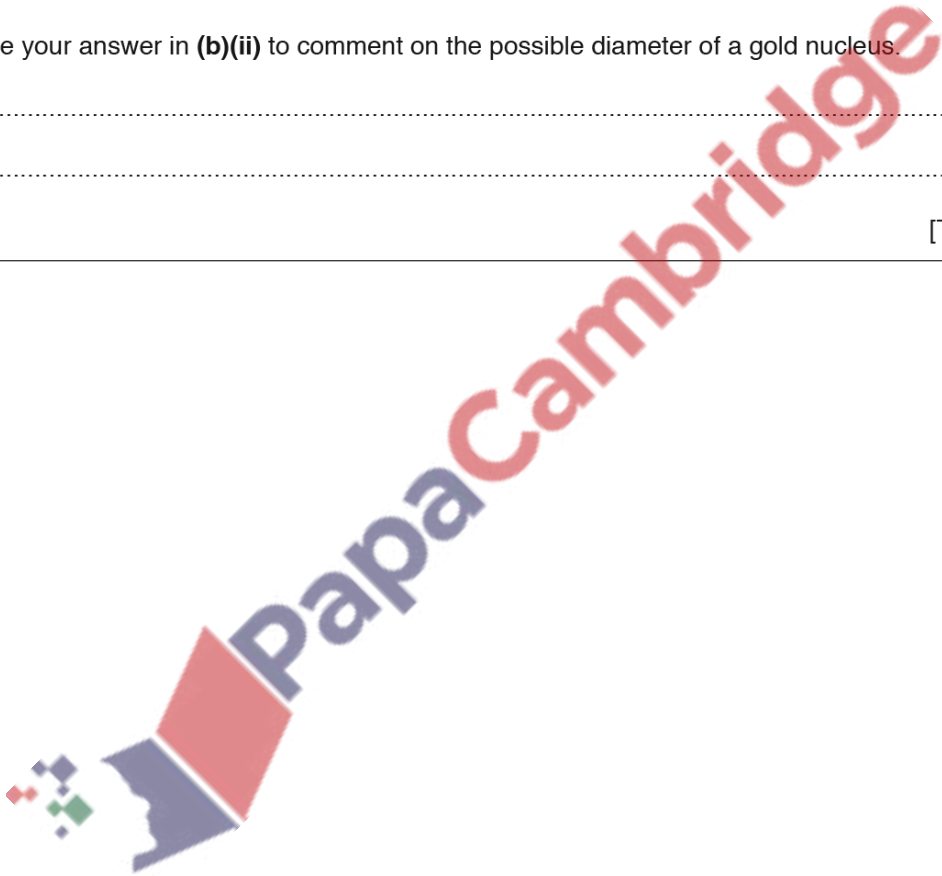 e your answer in (b)(ii) to comment on the possible diameter of a gold nucleus.
[
PapaCambridge